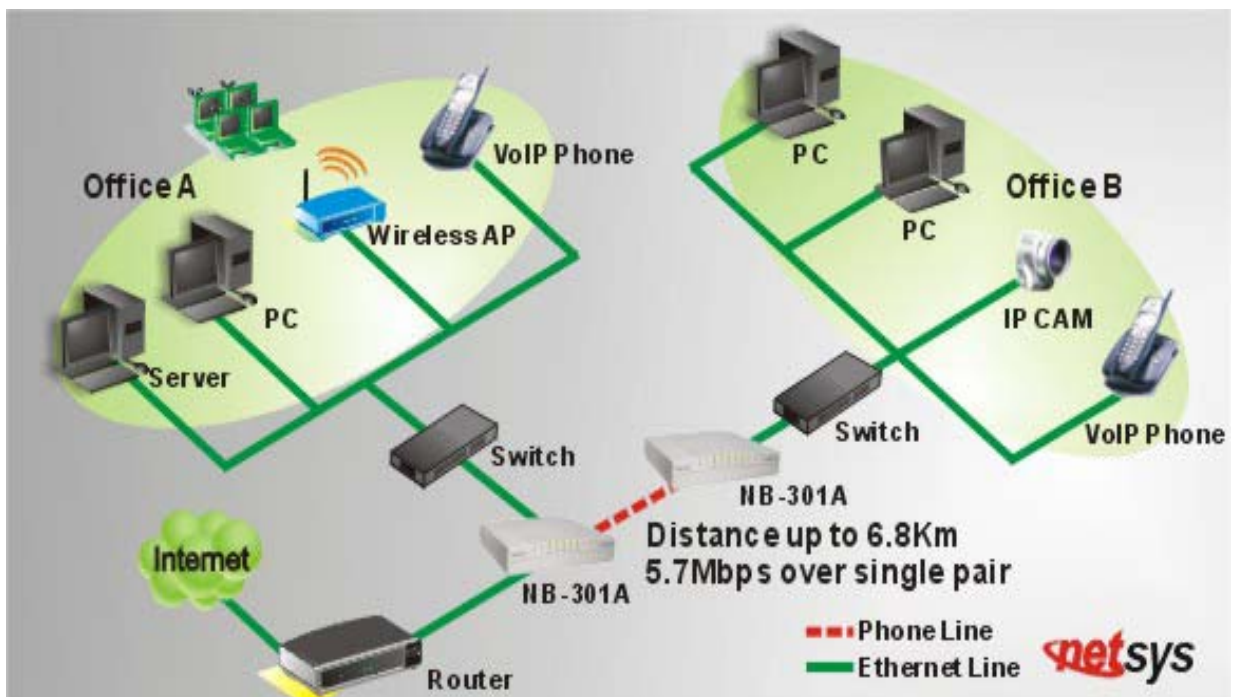 Office A
VoIP Phone
Wireless AP
PC
Server
Switch
PC
PC
Office B
IP CAM
VoIP Phone
Switch
NB-301A
NB-301A
Distance up to 6.8Km
5.7Mbps over single pair
Internet
Router
Phone Line
Ethernet Line
netsys